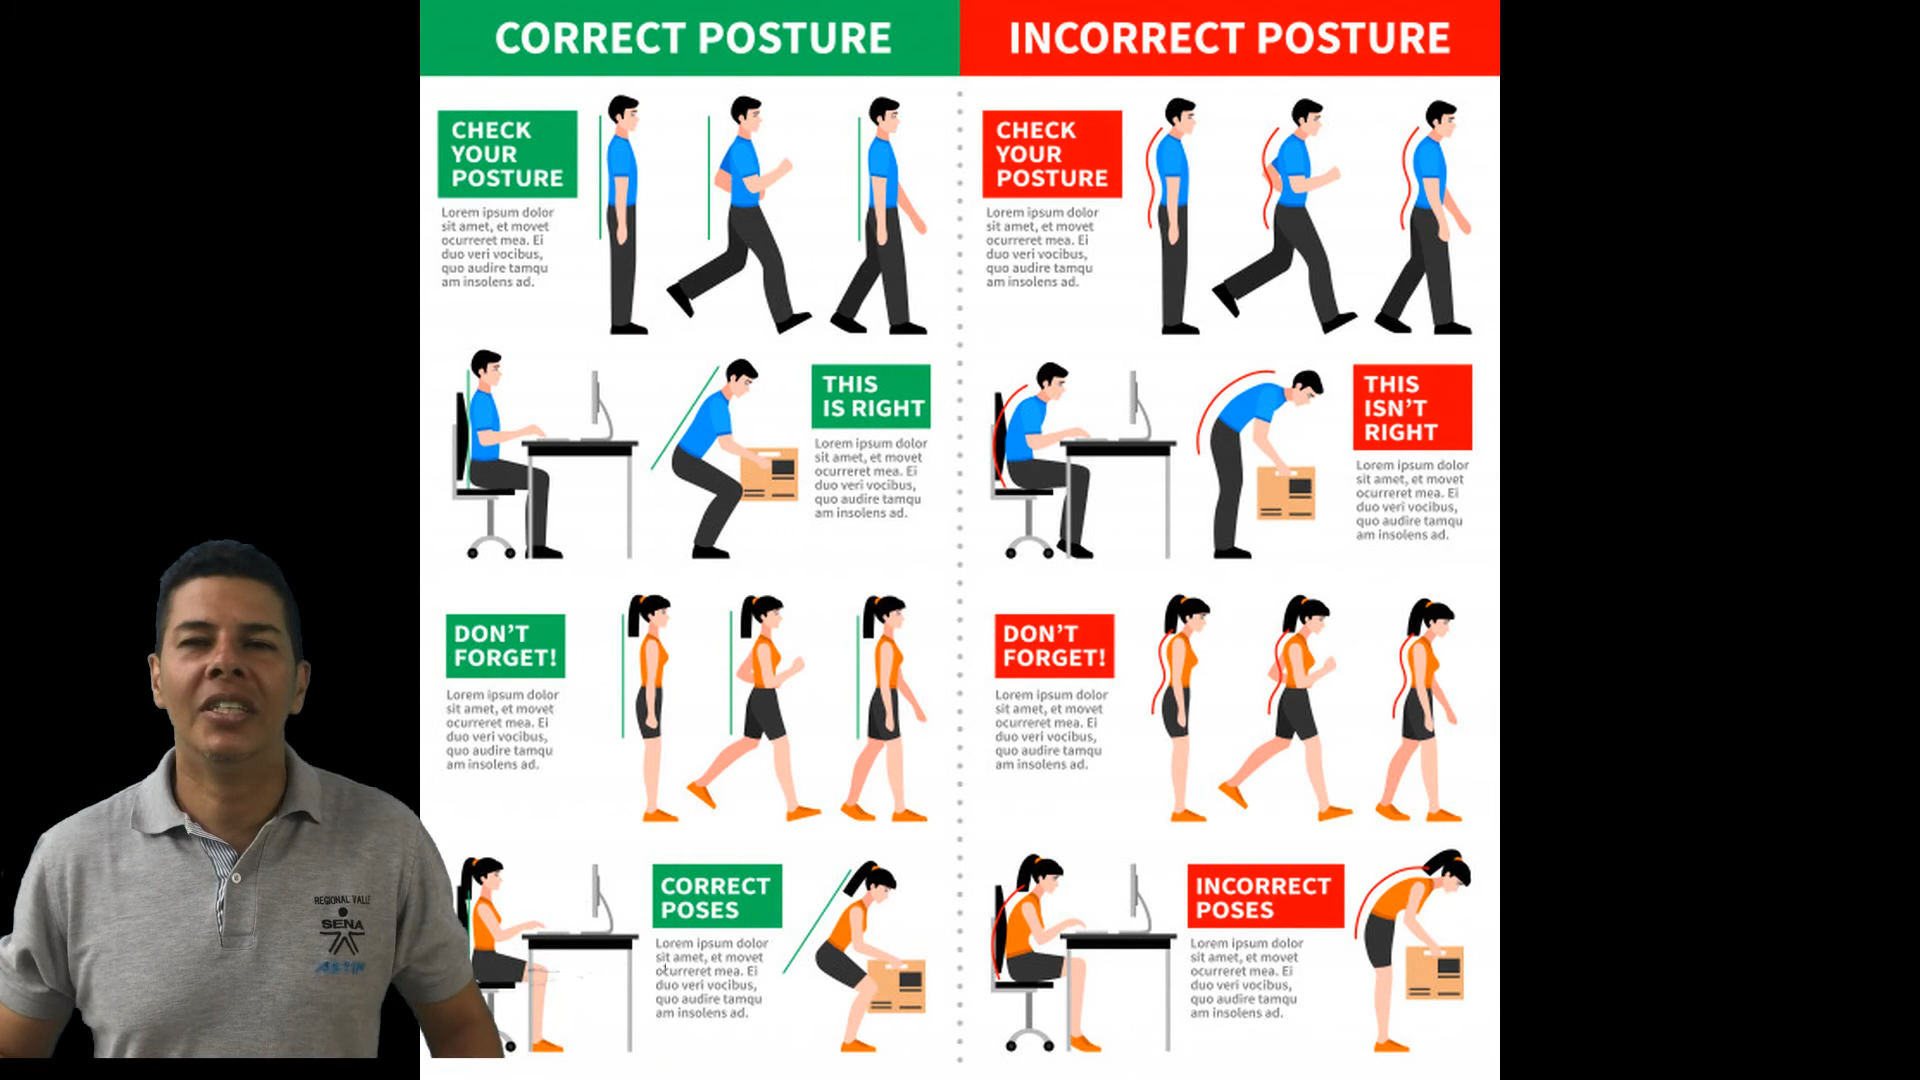 CORRECT POSTURE
CHECK
YOUR
POSTURE
Lorem ipsum dolor
sit amet, et movet
ocurreret mea. Ei
duo veri vocibus,
quo audire tamqu
am insolens ad.
THIS
IS RIGHT
Lorem ipsum dolor
sit amet, et movet
ocurreret mea. Ei
duo veri vocibus,
quo audire tamqu
am insolens ad.
DON'T
FORGET!
Lorem ipsum dolor
sit amet, et movet
ocurreret mea. Ei
duo veri vocibus,
quo audire tamqu
am insolens ad.
CORRECT
POSES
Lorem ipsum dolor
sit amet, et movet
ocurreret mea. Ei
duo veri vocibus,
quo audire tamqu
am insolens ad.
INCORRECT POSTURE
CHECK
YOUR
POSTURE
Lorem ipsum dolor
sit amet, et movet
ocurreret mea. Ei
duo veri vocibus,
quo audire tamqu
am insolens ad.
THIS
ISN'T
RIGHT
Lorem ipsum dolor
sit amet, et movet
ocurreret mea. Ei
duo veri vocibus,
quo audire tamqu
am insolens ad.
DON'T
FORGET!
Lorem ipsum dolor
sit amet, et movet
ocurreret mea. Ei
duo veri vocibus,
quo audire tamqu
am insolens ad.
INCORRECT
POSES
Lorem ipsum dolor
sit amet, et movet
ocurreret mea. Ei
duo veri vocibus,
quo audire tamqu
am insolens ad.
REGIONAL VALLE
SENA